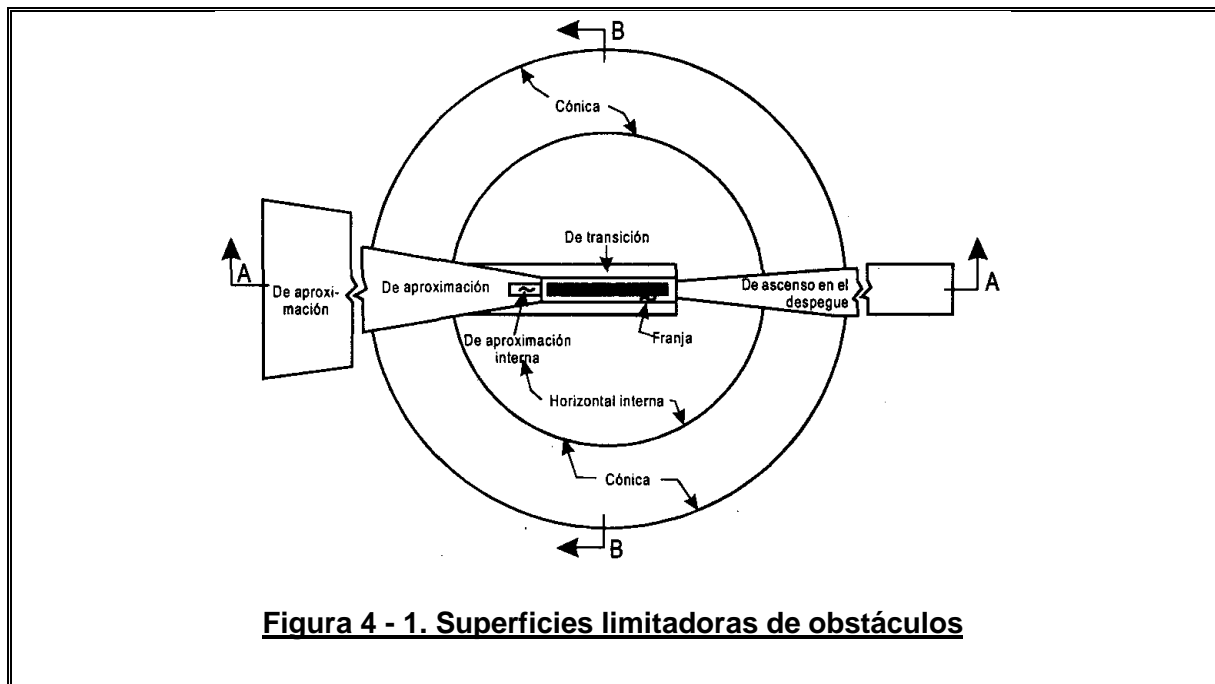 B
Cónica
De transición
A
De aproxi-
mación
De aproximación
De ascenso en el
despegue
A
De aproximación
interna
Franja
Horizontal interna
Cónica
B
Figura 4 - 1. Superficies limitadoras de obstáculos